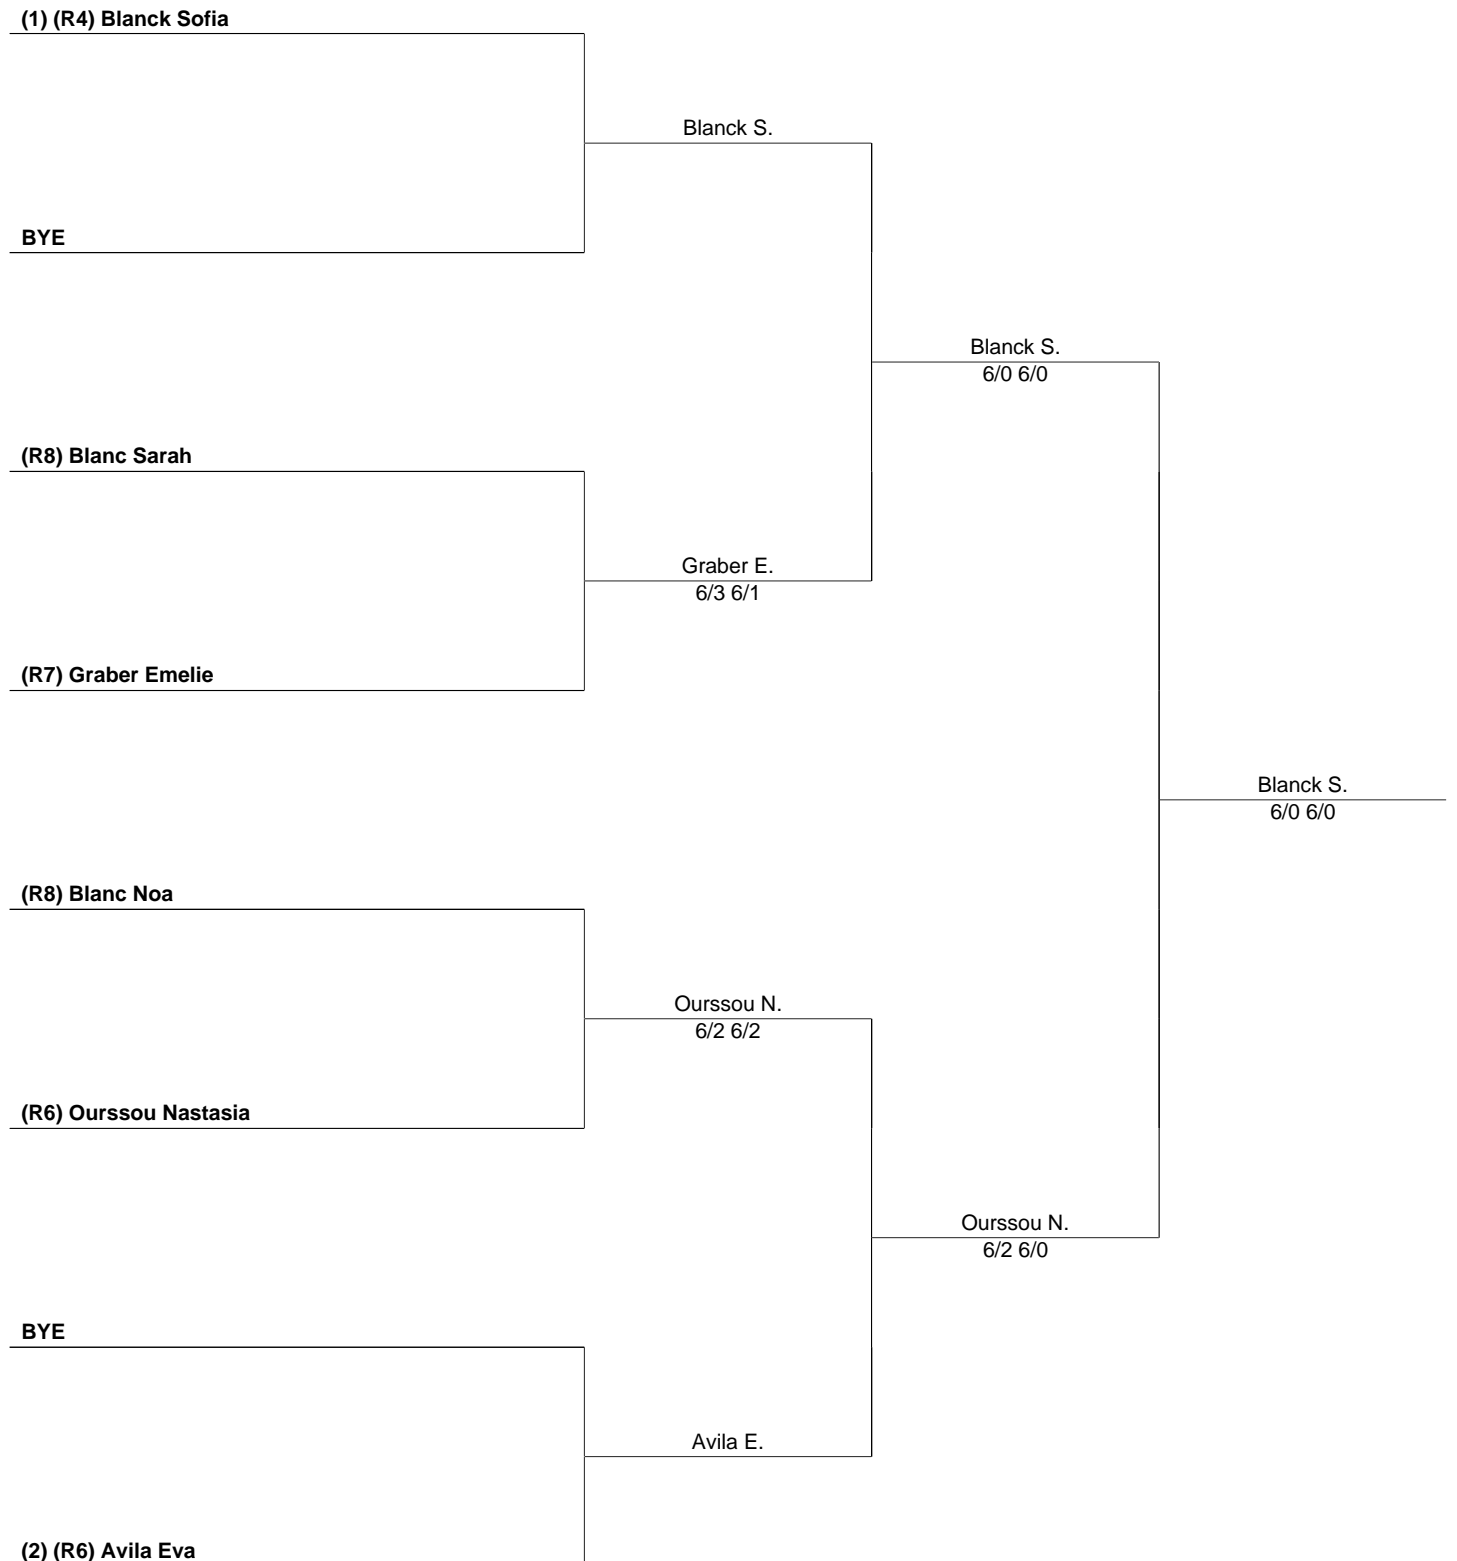 (1) (R4) Blanck Sofia
Blanck S.
BYE
Blanck S.
6/0 6/0
(R8) Blanc Sarah
Graber E.
6/3 6/1
(R7) Graber Emelie
Blanck S.
6/0 6/0
(R8) Blanc Noa
Ourssou N.
6/2 6/2
(R6) Ourssou Nastasia
Ourssou N.
6/2 6/0
BYE
Avila E.
(2) (R6) Avila Eva